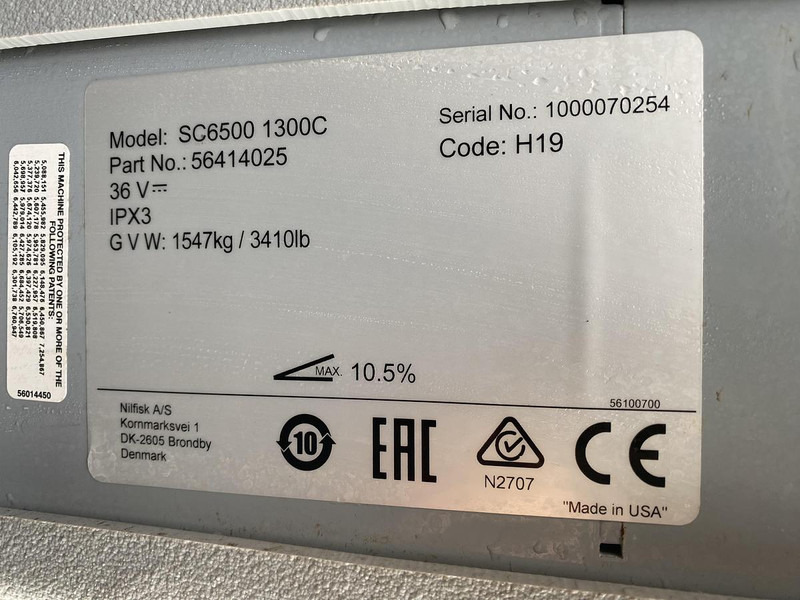 Model: SC6500 1300C
Part No.: 56414025
36 V⎓
IPX3
G V W: 1547kg / 3410lb
Serial No.: 1000070254
Code: H19
MAX. 10.5%
56100700
Nilfisk A/S
Kornmarksvei 1
DK-2605 Brondby
Denmark
10
EAC
N2707
CE
"Made in USA"
THIS MACHINE PROTECTED BY ONE OR MORE OF THE
FOLLOWING PATENTS:
56014450